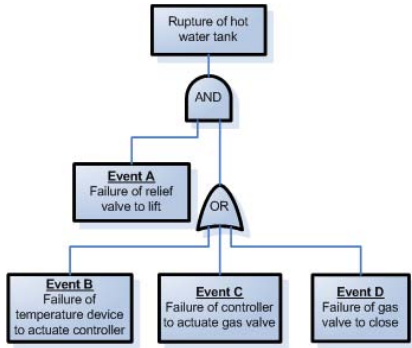 Rupture of hot
water tank
AND
Event A
Failure of relief
valve to lift
OR
Event B
Failure of
temperature device
to actuate controller
Event C
Failure of controller
to actuate gas valve
Event D
Failure of gas
valve to close